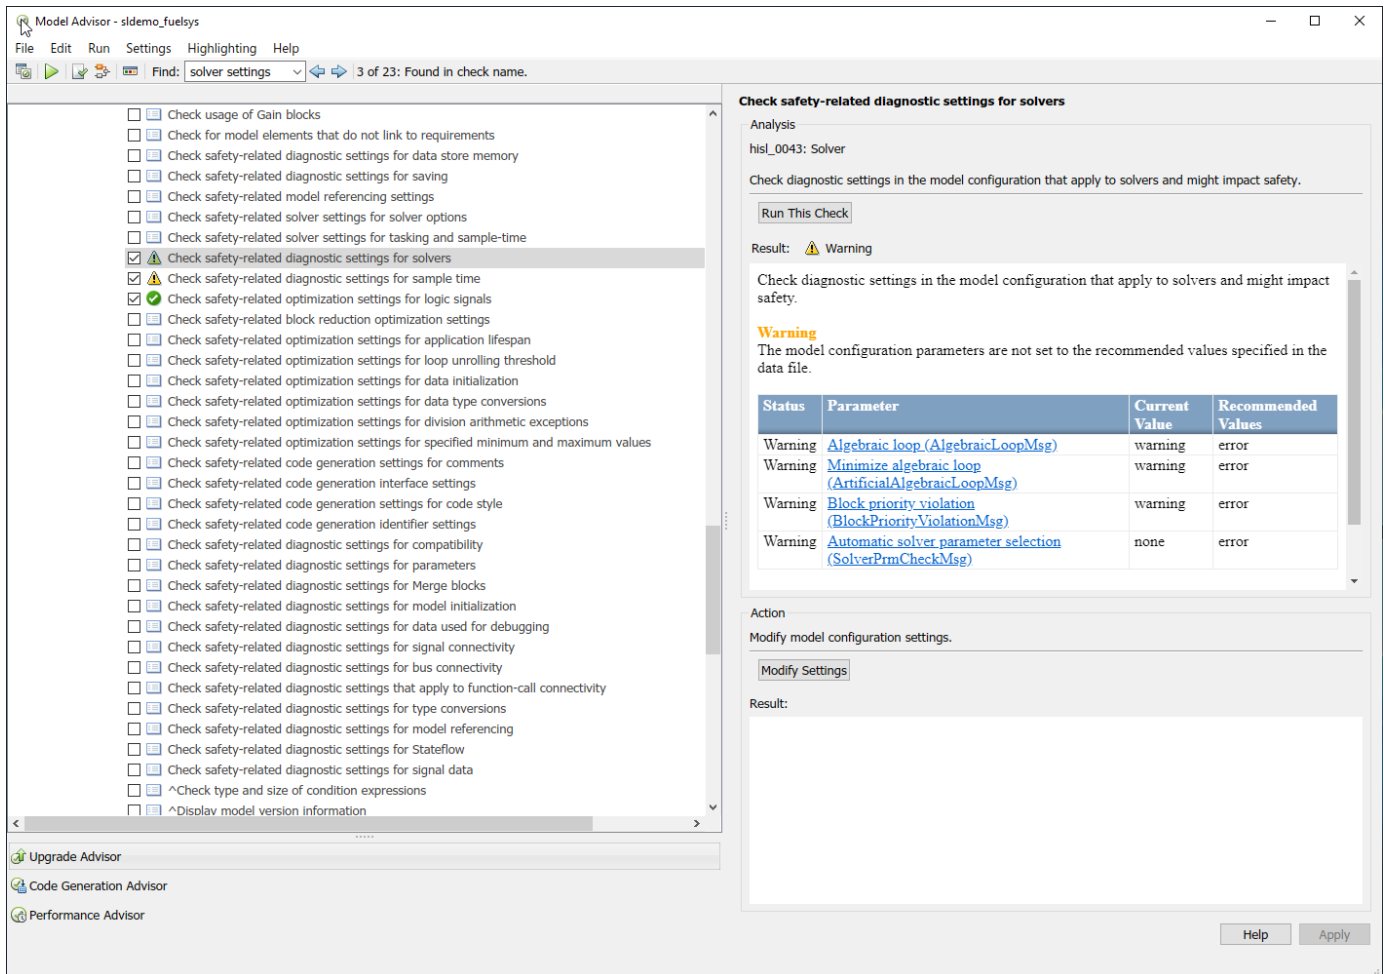 Model Advisor - sldemo_fuelsys
File Edit Run Settings Highlighting Help
Find: solver settings 3 of 23: Found in check name.
Check usage of Gain blocks
Check for model elements that do not link to requirements
Check safety-related diagnostic settings for data store memory
Check safety-related diagnostic settings for saving
Check safety-related model referencing settings
Check safety-related solver settings for solver options
Check safety-related solver settings for tasking and sample-time
Check safety-related diagnostic settings for solvers
Check safety-related diagnostic settings for sample time
Check safety-related optimization settings for logic signals
Check safety-related block reduction optimization settings
Check safety-related optimization settings for application lifespan
Check safety-related optimization settings for loop unrolling threshold
Check safety-related optimization settings for data initialization
Check safety-related optimization settings for data type conversions
Check safety-related optimization settings for division arithmetic exceptions
Check safety-related optimization settings for specified minimum and maximum values
Check safety-related code generation settings for comments
Check safety-related code generation interface settings
Check safety-related code generation settings for code style
Check safety-related code generation identifier settings
Check safety-related diagnostic settings for compatibility
Check safety-related diagnostic settings for parameters
Check safety-related diagnostic settings for Merge blocks
Check safety-related diagnostic settings for model initialization
Check safety-related diagnostic settings for data used for debugging
Check safety-related diagnostic settings for signal connectivity
Check safety-related diagnostic settings for bus connectivity
Check safety-related diagnostic settings that apply to function-call connectivity
Check safety-related diagnostic settings for type conversions
Check safety-related diagnostic settings for model referencing
Check safety-related diagnostic settings for Stateflow
Check safety-related diagnostic settings for signal data
^Check type and size of condition expressions
^Display model version information
Upgrade Advisor
Code Generation Advisor
Performance Advisor
Check safety-related diagnostic settings for solvers
Analysis
hisl_0043: Solver
Check diagnostic settings in the model configuration that apply to solvers and might impact safety.
Run This Check
Result: Warning
Check diagnostic settings in the model configuration that apply to solvers and might impact
safety.
Warning
The model configuration parameters are not set to the recommended values specified in the
data file.
Status Parameter Current Recommended
Value Values
Warning Algebraic loop (AlgebraicLoopMsg) warning error
Warning Minimize algebraic loop warning error
(ArtificialAlgebraicLoopMsg)
Warning Block priority violation warning error
(BlockPriorityViolationMsg)
Warning Automatic solver parameter selection none error
(SolverPrmCheckMsg)
Action
Modify model configuration settings.
Modify Settings
Result:
Help Apply